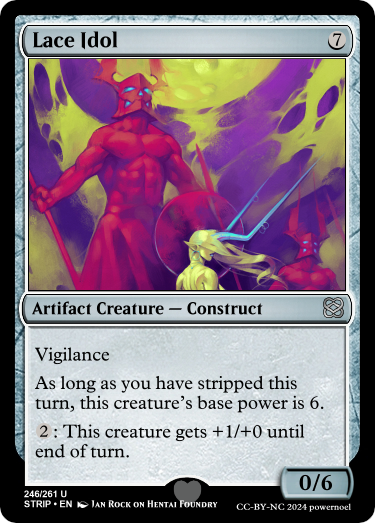 Lace Idol 7
Artifact Creature — Construct
Vigilance
As long as you have stripped this
turn, this creature's base power is 6.
2 : This creature gets +1/+0 until
end of turn.
0/6
246/261 U
STRIP • EN Jan Rock on Hentai Foundry
CC-BY-NC 2024 powernoel